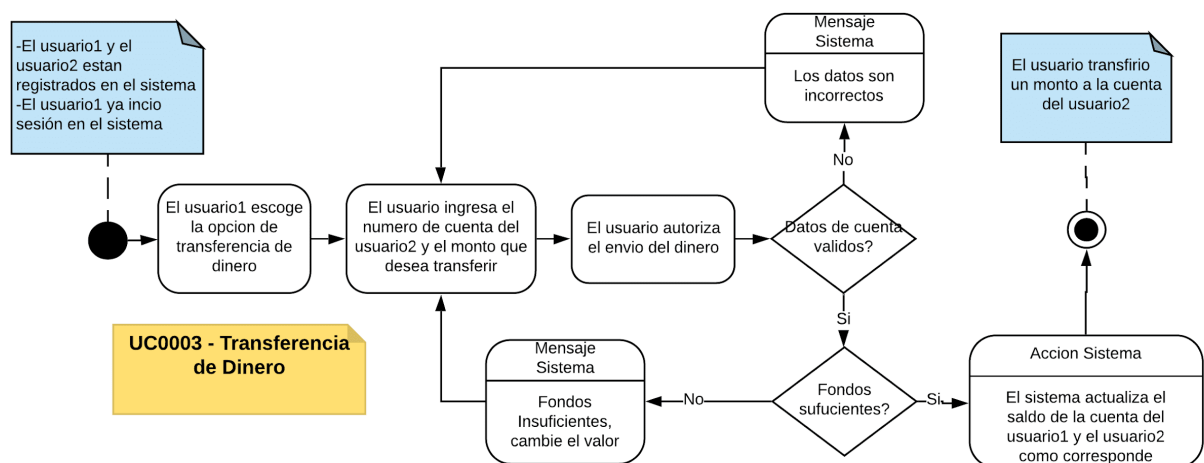 -El usuario1 y el
usuario2 estan
registrados en el sistema
-El usuario1 ya incio
sesión en el sistema
Mensaje
Sistema
Los datos son
incorrectos
El usuario transfirio
un monto a la cuenta
del usuario2
No
El usuario1 escoge
la opcion de
transferencia de
dinero
El usuario ingresa el
numero de cuenta del
usuario2 y el monto que
desea transferir
El usuario autoriza
el envio del dinero
Datos de cuenta
validos?
Si
UC0003 - Transferencia
de Dinero
Mensaje
Sistema
Fondos
Insuficientes,
cambie el valor
No
Fondos
sufucientes?
Si
Accion Sistema
El sistema actualiza el
saldo de la cuenta del
usuario1 y el usuario2
como corresponde